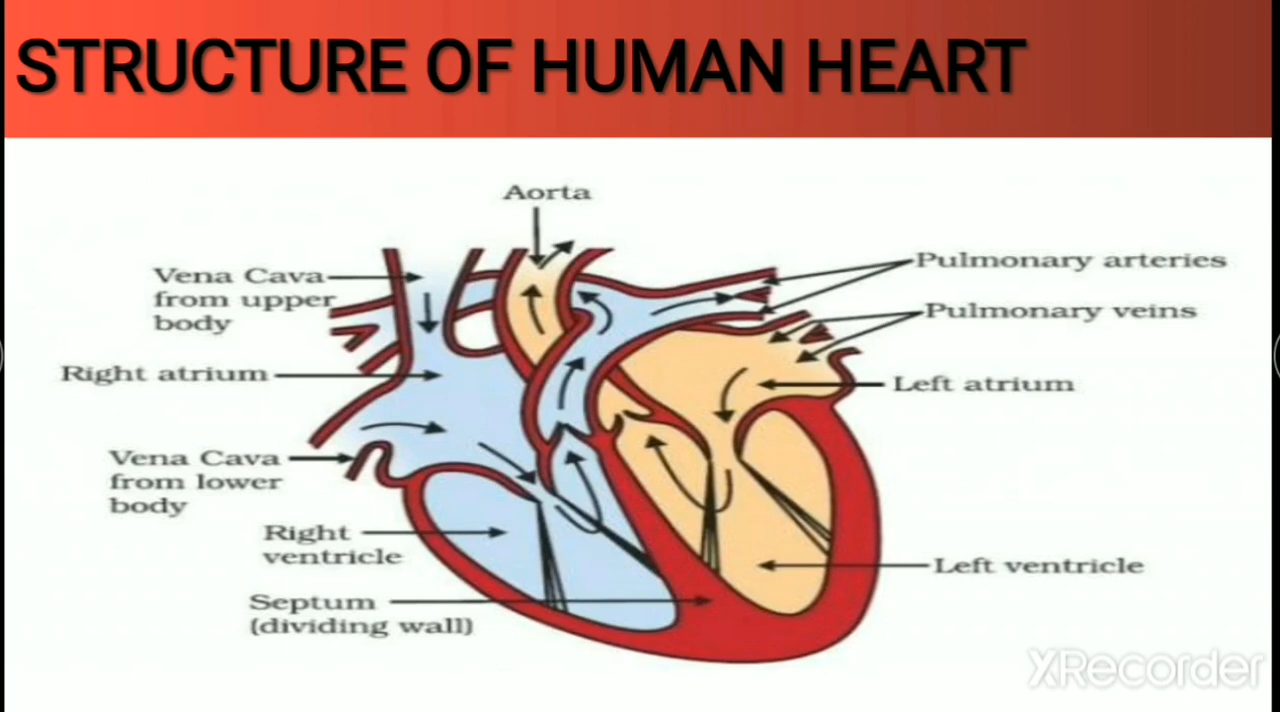 STRUCTURE OF HUMAN HEART
Aorta
Vena Cava
from upper
body
Pulmonary arteries
Pulmonary veins
Right atrium
Left atrium
Vena Cava
from lower
body
Right
ventricle
Left ventricle
Septum
(dividing wall)
XRecorder